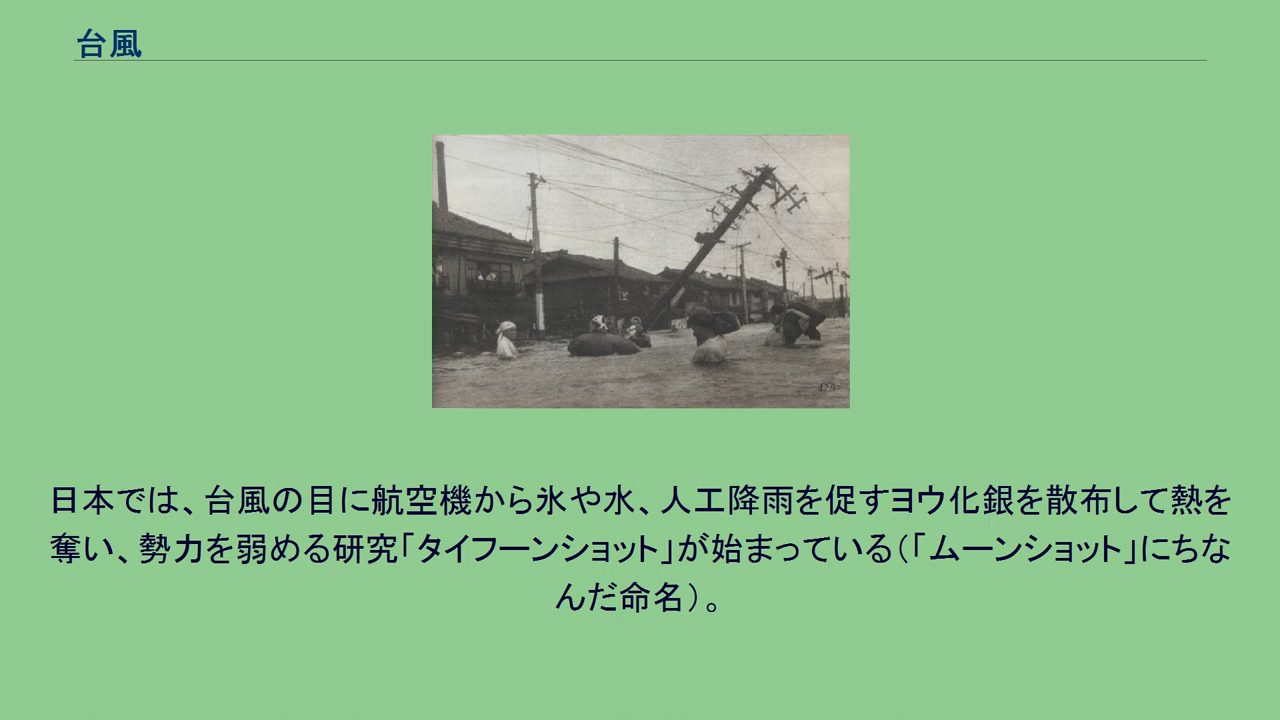 台風
日本では、台風の目に航空機から氷や水、人工降雨を促すヨウ化銀を散布して熱を
奪い、勢力を弱める研究「タイフーンショット」が始まっている（「ムーンショット」にちな
んだ命名）。